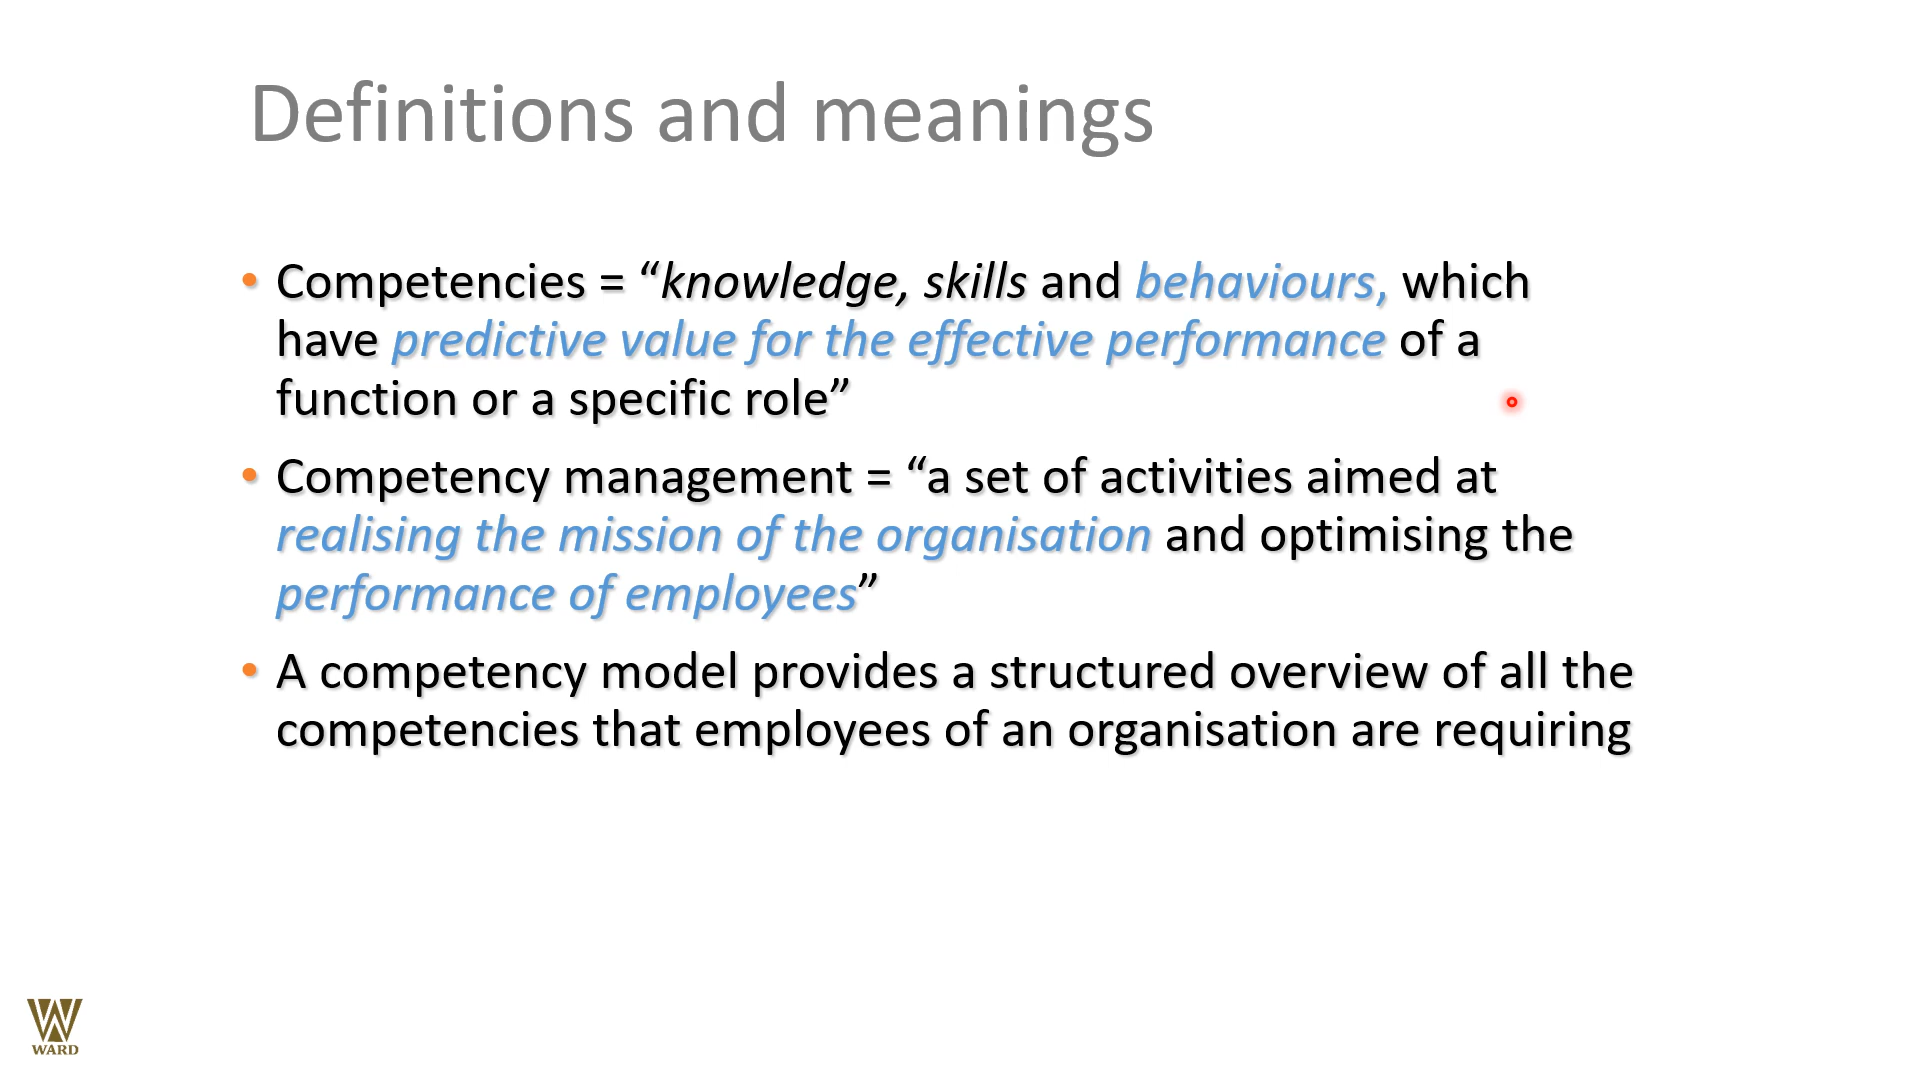 Definitions and meanings
• Competencies = “knowledge, skills and behaviours, which
have predictive value for the effective performance of a
function or a specific role”
• Competency management = “a set of activities aimed at
realising the mission of the organisation and optimising the
performance of employees”
• A competency model provides a structured overview of all the
competencies that employees of an organisation are requiring
WARD